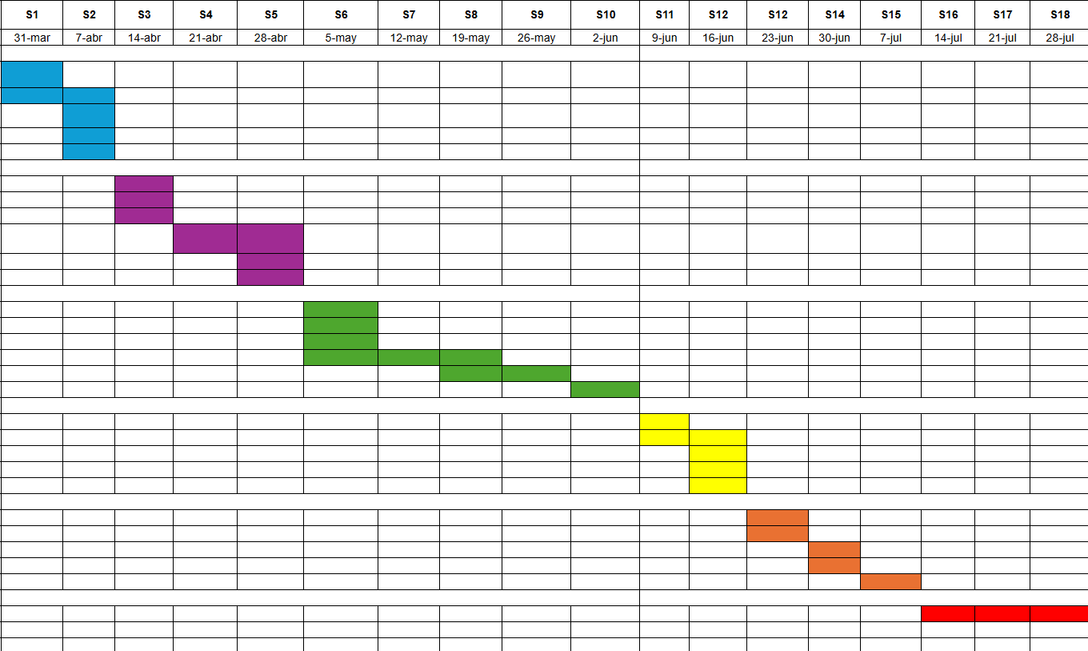 S1 S2 S3 S4 S5 S6 S7 S8 S9 S10 S11 S12 S12 S14 S15 S16 S17 S18
31-mar 7-abr 14-abr 21-abr 28-abr 5-may 12-may 19-may 26-may 2-jun 9-jun 16-jun 23-jun 30-jun 7-jul 14-jul 21-jul 28-jul